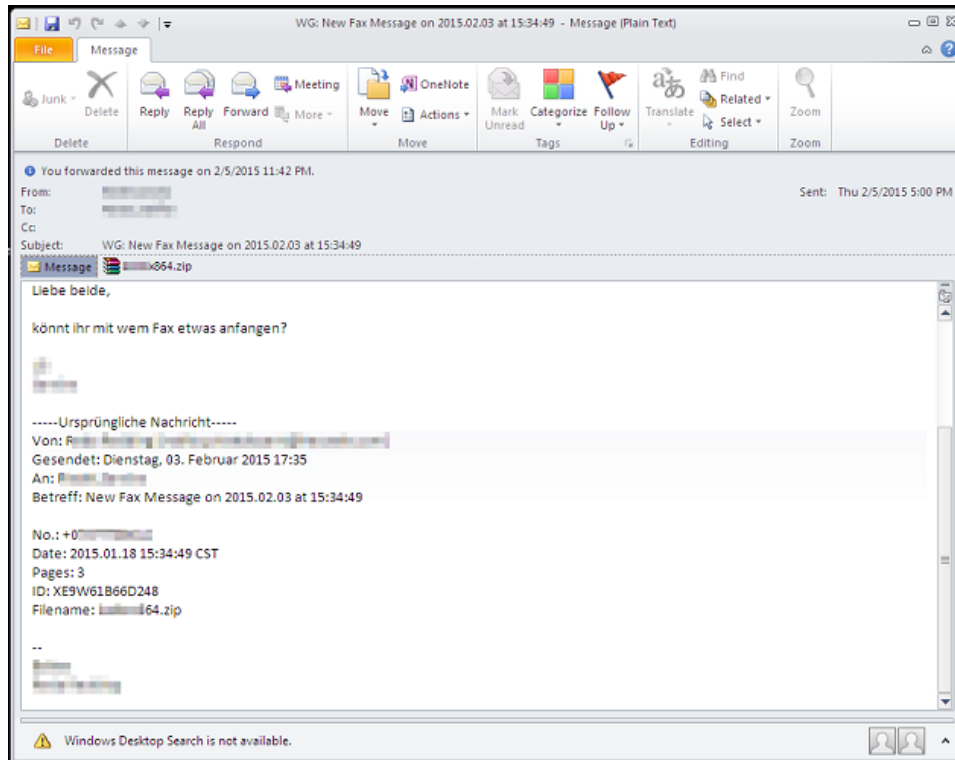 WG: New Fax Message on 2015.02.03 at 15:34:49 - Message (Plain Text)
File Message
Junk
Delete
Reply
Reply All
Forward
Meeting
More
Move
OneNote
Actions
Mark Unread
Categorize
Follow Up
Translate
Find
Related
Select
Zoom
Delete Respond Move Tags Editing Zoom
You forwarded this message on 2/5/2015 11:42 PM.
From:
Sent: Thu 2/5/2015 5:00 PM
To:
Cc:
Subject: WG: New Fax Message on 2015.02.03 at 15:34:49
Message x864.zip
Liebe beide,
könnt ihr mit wem Fax etwas anfangen?
-----Ursprüngliche Nachricht-----
Von: R
Gesendet: Dienstag, 03. Februar 2015 17:35
An:
Betreff: New Fax Message on 2015.02.03 at 15:34:49
No.: +0
Date: 2015.01.18 15:34:49 CST
Pages: 3
ID: XE9W61B66D248
Filename: 64.zip
--
Windows Desktop Search is not available.